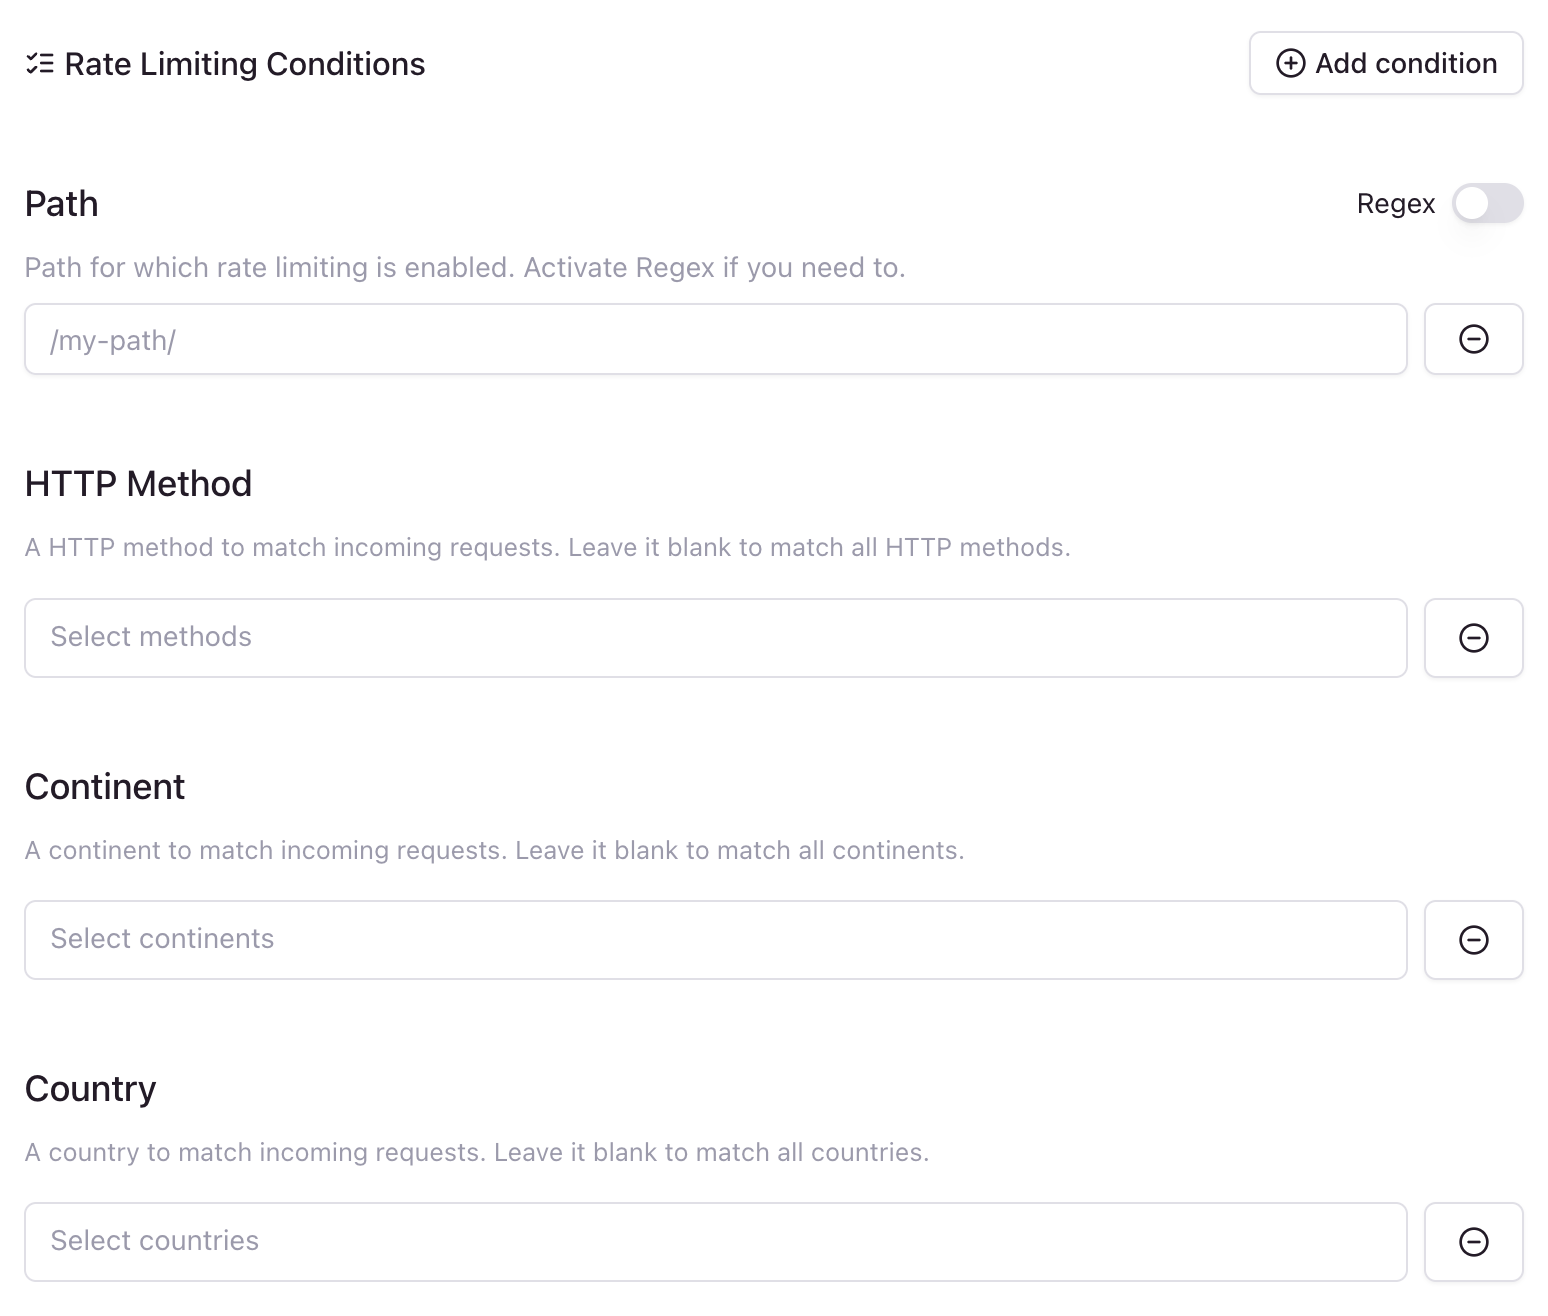 Rate Limiting Conditions
Add condition
Path
Regex
Path for which rate limiting is enabled. Activate Regex if you need to.
/my-path/
HTTP Method
A HTTP method to match incoming requests. Leave it blank to match all HTTP methods.
Select methods
Continent
A continent to match incoming requests. Leave it blank to match all continents.
Select continents
Country
A country to match incoming requests. Leave it blank to match all countries.
Select countries